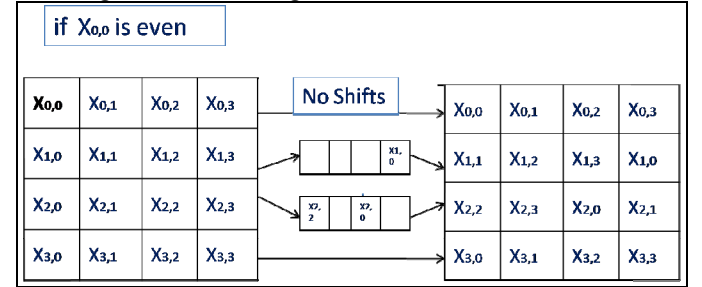 if X0,0 is even
No Shifts
X0,0 X0,1 X0,2 X0,3
X1,0 X1,1 X1,2 X1,3
X2,0 X2,1 X2,2 X2,3
X3,0 X3,1 X3,2 X3,3
X1,
0
X2, X2,
2 0
X0,0 X0,1 X0,2 X0,3
X1,1 X1,2 X1,3 X1,0
X2,2 X2,3 X2,0 X2,1
X3,0 X3,1 X3,2 X3,3